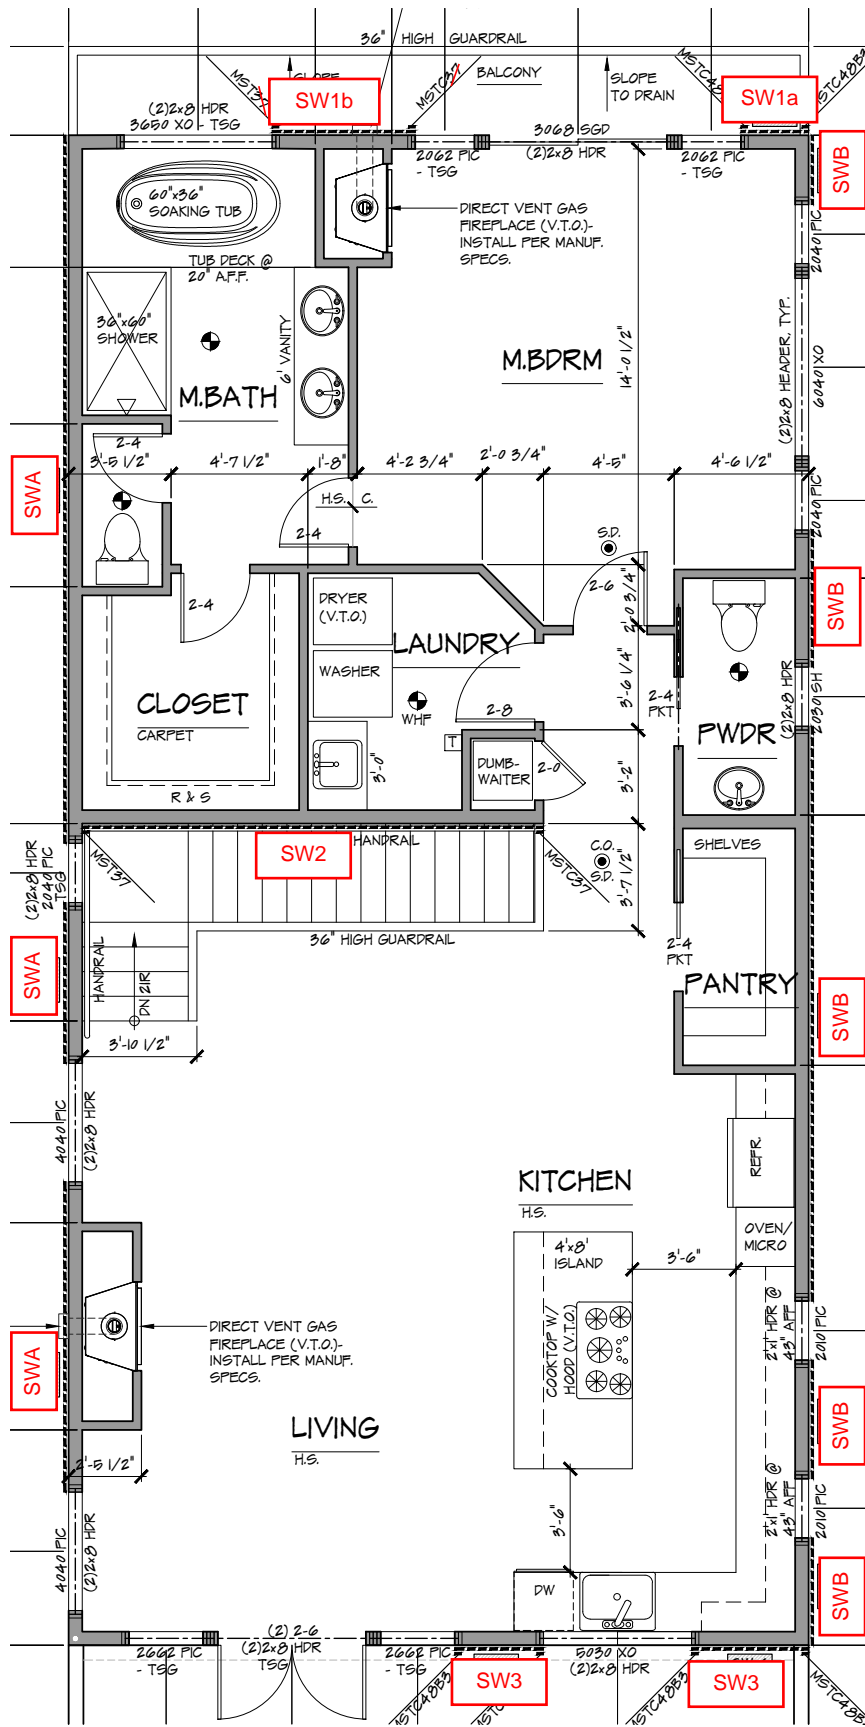 36" HIGH GUARDRAIL
MSTC37
BALCONY
SLOPE
TO DRAIN
MSTC48B3
SW1b
SW1a
(2)2x8 HDR
3650 XO - TSG
3068 SGD
(2)2x8 HDR
2062 PIC
- TSG
2062 PIC
- TSG
SWB
60"x36"
SOAKING TUB
DIRECT VENT GAS
FIREPLACE (V.T.O.)-
INSTALL PER MANUF.
SPECS.
2040 PIC
TUB DECK @
20" A.F.F.
36"x60"
SHOWER
6' VANITY
M.BATH
M.BDRM
14'-0 1/2"
(2)2x8 HEADER, TYP.
6040 XO
2-4
3'-5 1/2"
4'-7 1/2"
1'-8"
4'-2 3/4"
2'-0 3/4"
4'-5"
4'-6 1/2"
SWA
H.S.
C.
2040 PIC
2-4
S.D.
2-6
2'-0 3/4"
SWB
2-4
DRYER
(V.T.O.)
LAUNDRY
WASHER
3'-6 1/4"
CLOSET
CARPET
WHF
2-8
2-4
PKT
(2)2x8 HDR
2030 SH
PWDR
T
3'-0"
DUMB-
WAITER
2-0
3'-2"
R & S
SW2
HANDRAIL
MST37
MSTC37
C.O.
S.D.
3'-7 1/2"
SHELVES
(2)2x8 HDR
2040 PIC
TSG
36" HIGH GUARDRAIL
2-4
PKT
SWA
HANDRAIL
DN 21R
PANTRY
SWB
3'-10 1/2"
4040 PIC
(2)2x8 HDR
REFR.
KITCHEN
H.S.
OVEN/
MICRO
4'x8'
ISLAND
3'-6"
COOKTOP W/
HOOD (V.T.O.)
DIRECT VENT GAS
FIREPLACE (V.T.O.)-
INSTALL PER MANUF.
SPECS.
2'x1' HDR @
43" AFF
2010 PIC
SWA
LIVING
H.S.
SWB
2'-5 1/2"
4040 PIC
(2)2x8 HDR
3'-6"
2'x1' HDR @
43" AFF
2010 PIC
DW
SWB
2662 PIC
- TSG
(2) 2-6
(2)2x8 HDR
TSG
2662 PIC
- TSG
5030 XO
(2)2x8 HDR
SW3
SW3
MSTC48B3
MSTC48B3